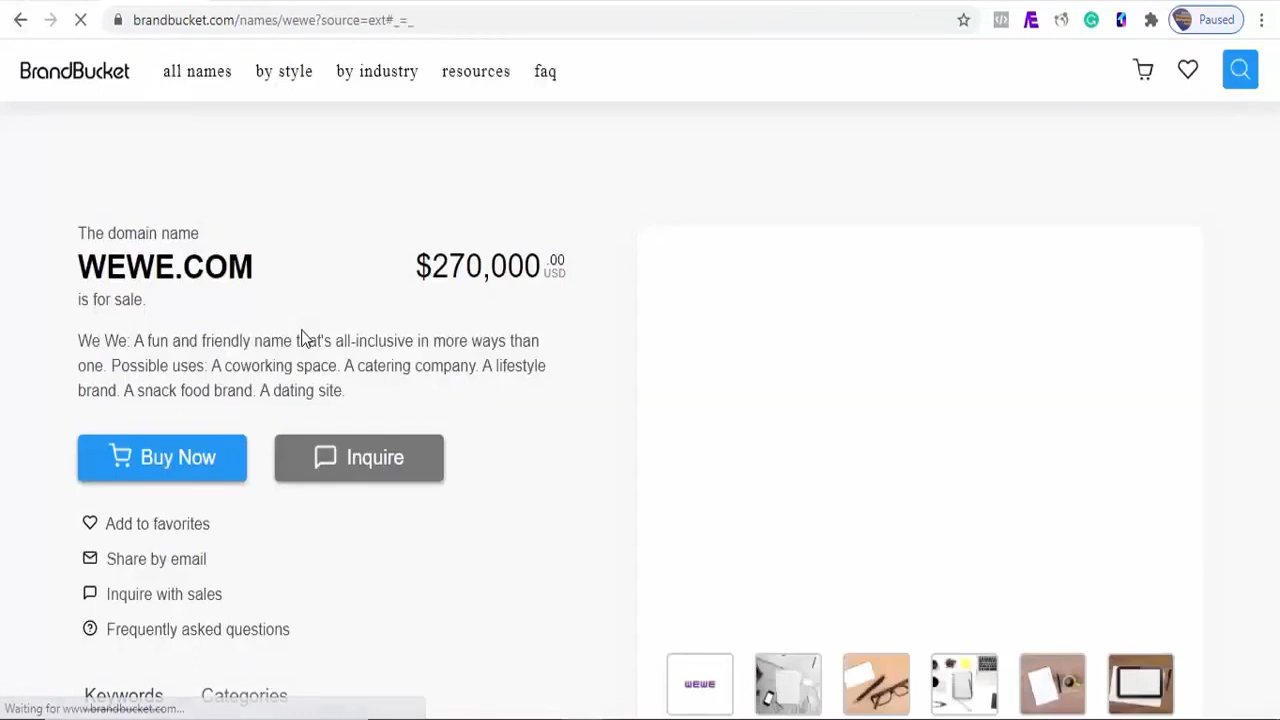 brandbucket.com/names/wewe?source=ext#_=_
Paused
BrandBucket all names by style by industry resources faq
The domain name
WEWE.COM $270,000.00 USD
is for sale.
We We: A fun and friendly name that's all-inclusive in more ways than
one. Possible uses: A coworking space. A catering company. A lifestyle
brand. A snack food brand. A dating site.
Buy Now Inquire
Add to favorites
Share by email
Inquire with sales
Frequently asked questions
WEWE
Keywords Categories
Waiting for www.brandbucket.com...